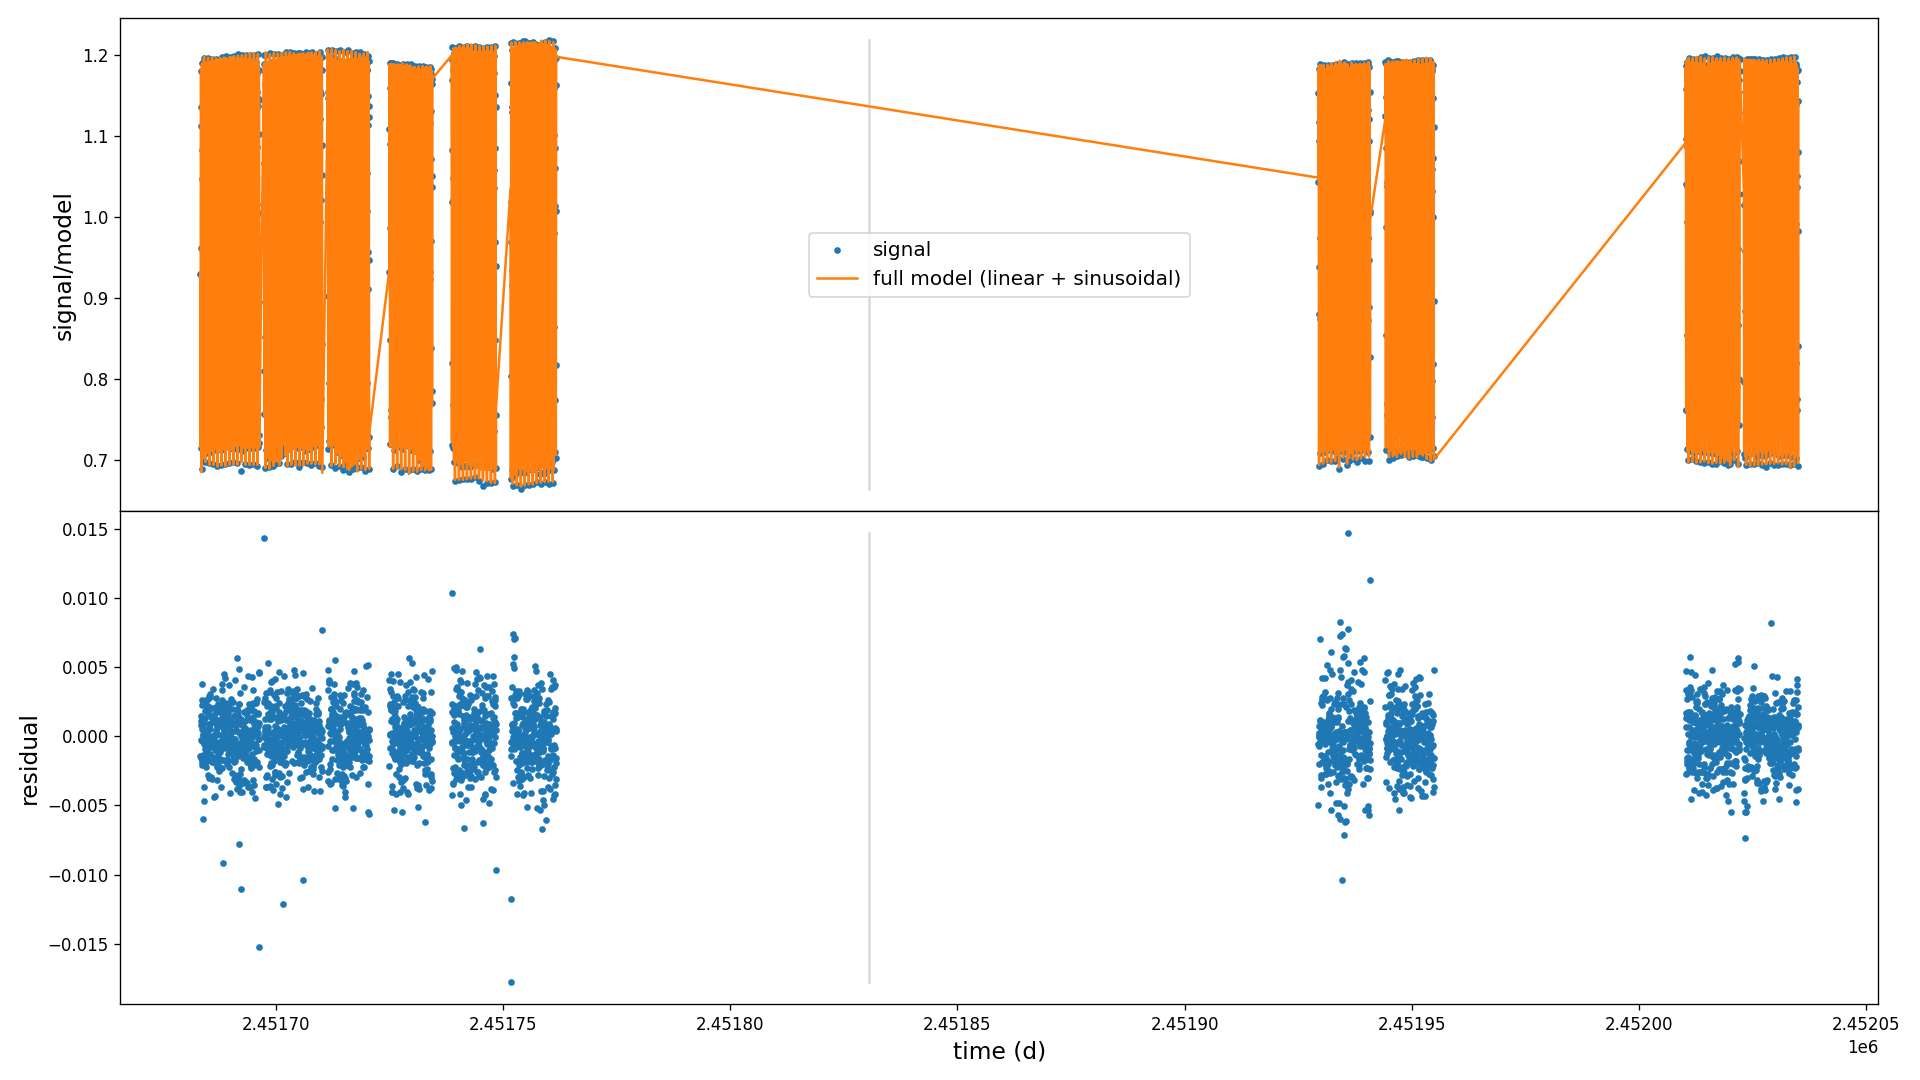 1.2
1.1
1.0
0.9
0.8
0.7
signal/model
signal
full model (linear + sinusoidal)
0.015
0.010
0.005
0.000
−0.005
−0.010
−0.015
residual
2.45170 2.45175 2.45180 2.45185 2.45190 2.45195 2.45200 2.45205
1e6
time (d)